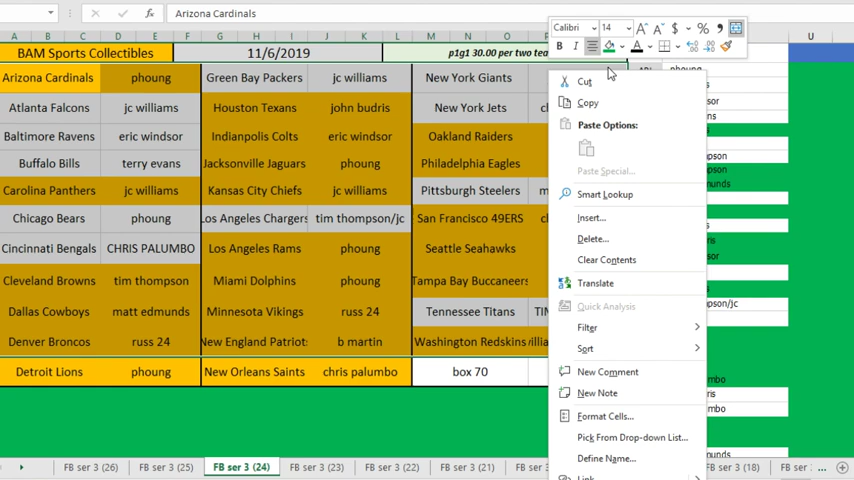 Arizona Cardinals
Calibri 14
A B C D E F G H I J K L M N O P U
BAM Sports Collectibles 11/6/2019 p1g1 30.00 per two tea
Arizona Cardinals phoung Green Bay Packers jc williams New York Giants
Atlanta Falcons jc williams Houston Texans john budris New York Jets
Baltimore Ravens eric windsor Indianpolis Colts eric windsor Oakland Raiders
Buffalo Bills terry evans Jacksonville Jaguars phoung Philadelphia Eagles
Carolina Panthers jc williams Kansas City Chiefs jc williams Pittsburgh Steelers
Chicago Bears phoung Los Angeles Chargers tim thompson/jc San Francisco 49ERS
Cincinnati Bengals CHRIS PALUMBO Los Angeles Rams phoung Seattle Seahawks
Cleveland Browns tim thompson Miami Dolphins phoung Tampa Bay Buccaneers
Dallas Cowboys matt edmunds Minnesota Vikings russ 24 Tennessee Titans TIM
Denver Broncos russ 24 New England Patriots b martin Washington Redskins
Detroit Lions phoung New Orleans Saints chris palumbo box 70
Cut
Copy
Paste Options:
Paste Special...
Smart Lookup
Insert...
Delete...
Clear Contents
Translate
Quick Analysis
Filter
Sort
New Comment
New Note
Format Cells...
Pick From Drop-down List...
Define Name...
Link
FB ser 3 (26) FB ser 3 (25) FB ser 3 (24) FB ser 3 (23) FB ser 3 (22) FB ser 3 (21) FB ser 3 (18) FB ser ...